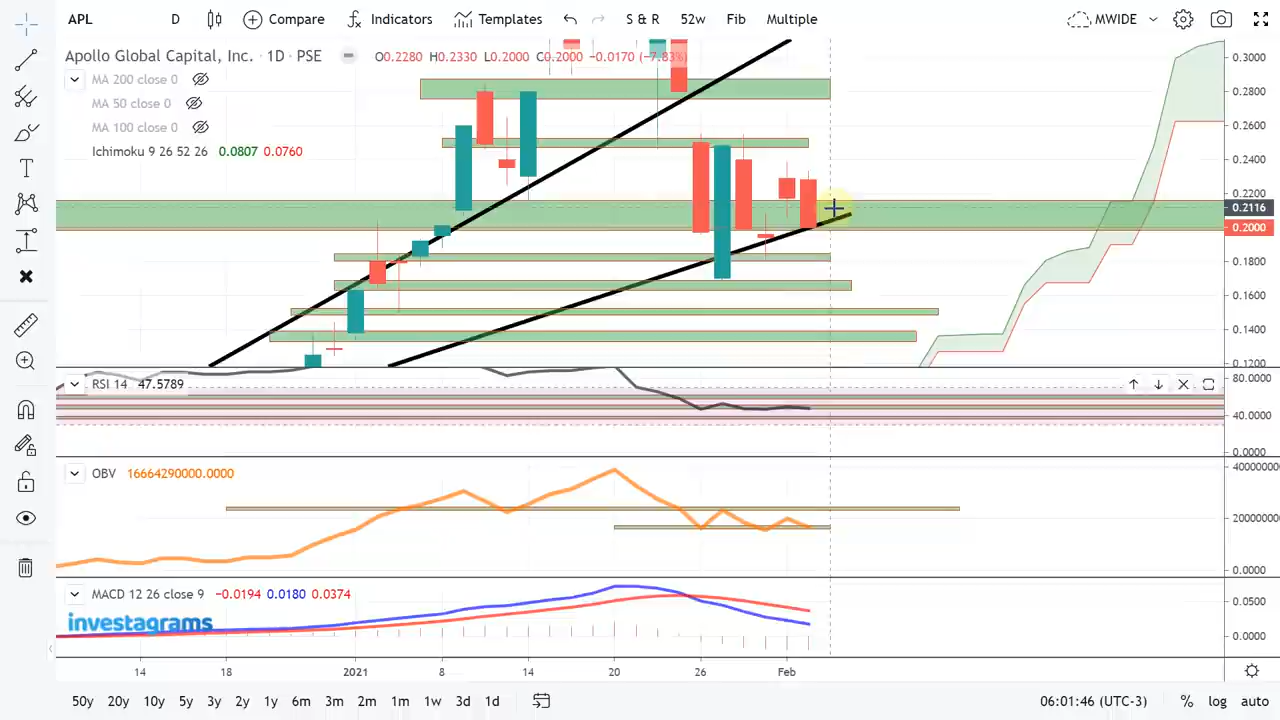 APL D Compare Indicators Templates S & R 52w Fib Multiple MWIDE
Apollo Global Capital, Inc. · 1D · PSE O0.2280 H0.2330 L0.2000 C0.2000 −0.0170 (−7.83%)
MA 200 close 0
MA 50 close 0
MA 100 close 0
Ichimoku 9 26 52 26 0.0807 0.0760
0.3000
0.2800
0.2600
0.2400
0.2200
0.2116
0.2000
0.1800
0.1600
0.1400
0.1200
RSI 14 47.5789
80.0000
40.0000
0.0000
OBV 16664290000.0000
40000000
20000000
0.0000
MACD 12 26 close 9 −0.0194 0.0180 0.0374
investagrams
0.0500
0.0000
14 18 2021 8 14 20 26 Feb
50y 20y 10y 5y 3y 2y 1y 6m 3m 2m 1m 1w 3d 1d 06:01:46 (UTC-3) % log auto